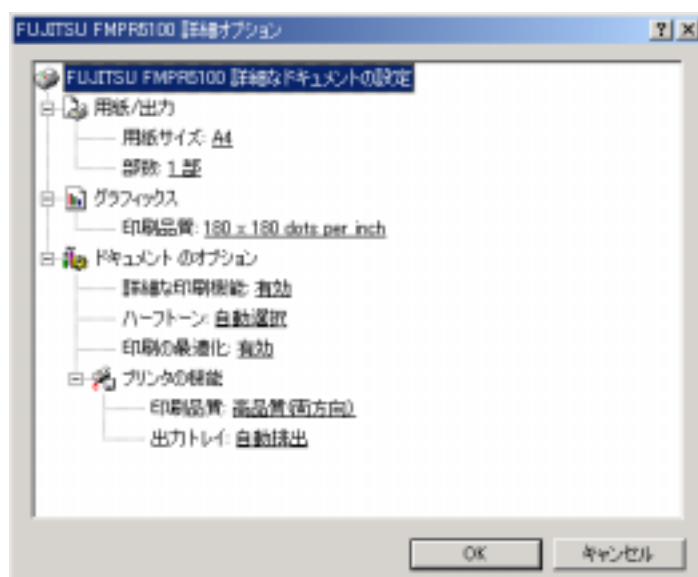 FUJITSU FMPR5100 詳細オプション
FUJITSU FMPR5100 詳細なドキュメントの設定
用紙/出力
用紙サイズ: A4
部数: 1 部
グラフィックス
印刷品質: 180 x 180 dots per inch
ドキュメントのオプション
詳細な印刷機能: 有効
ハーフトーン: 自動選択
印刷の最適化: 有効
プリンタの機能
印刷品質: 高品質(両方向)
出力トレイ: 自動排出
OK
キャンセル